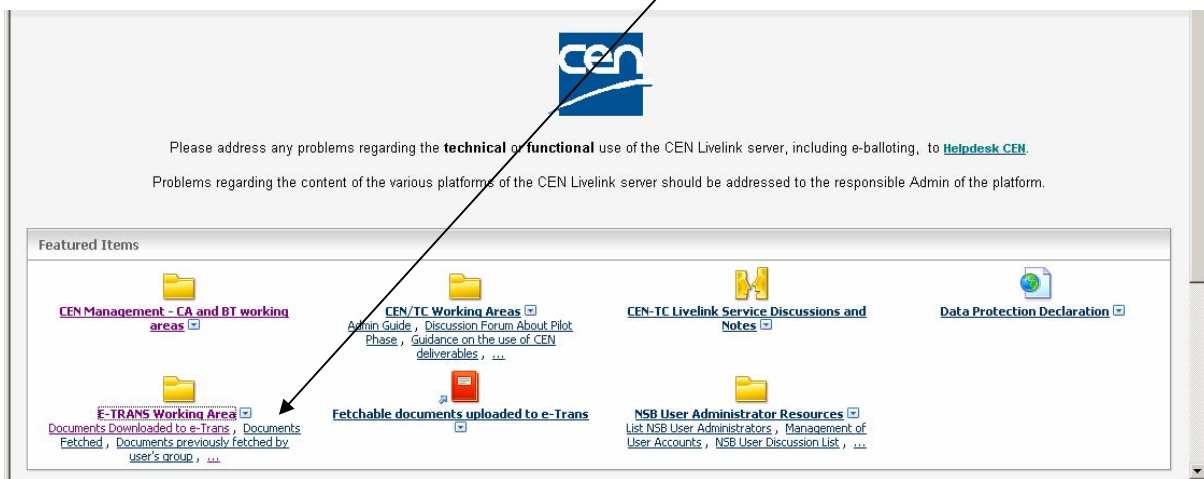 cen
Please address any problems regarding the technical or functional use of the CEN Livelink server, including e-balloting, to Helpdesk CEN.
Problems regarding the content of the various platforms of the CEN Livelink server should be addressed to the responsible Admin of the platform.
Featured Items
CEN Management - CA and BT working
areas
CEN/TC Working Areas
Admin Guide , Discussion Forum About Pilot
Phase , Guidance on the use of CEN
deliverables , ...
CEN-TC Livelink Service Discussions and
Notes
Data Protection Declaration
E-TRANS Working Area
Documents Downloaded to e-Trans , Documents
Fetched , Documents previously fetched by
user's group , ...
Fetchable documents uploaded to e-Trans
NSB User Administrator Resources
List NSB User Administrators , Management of
User Accounts , NSB User Discussion List , ...